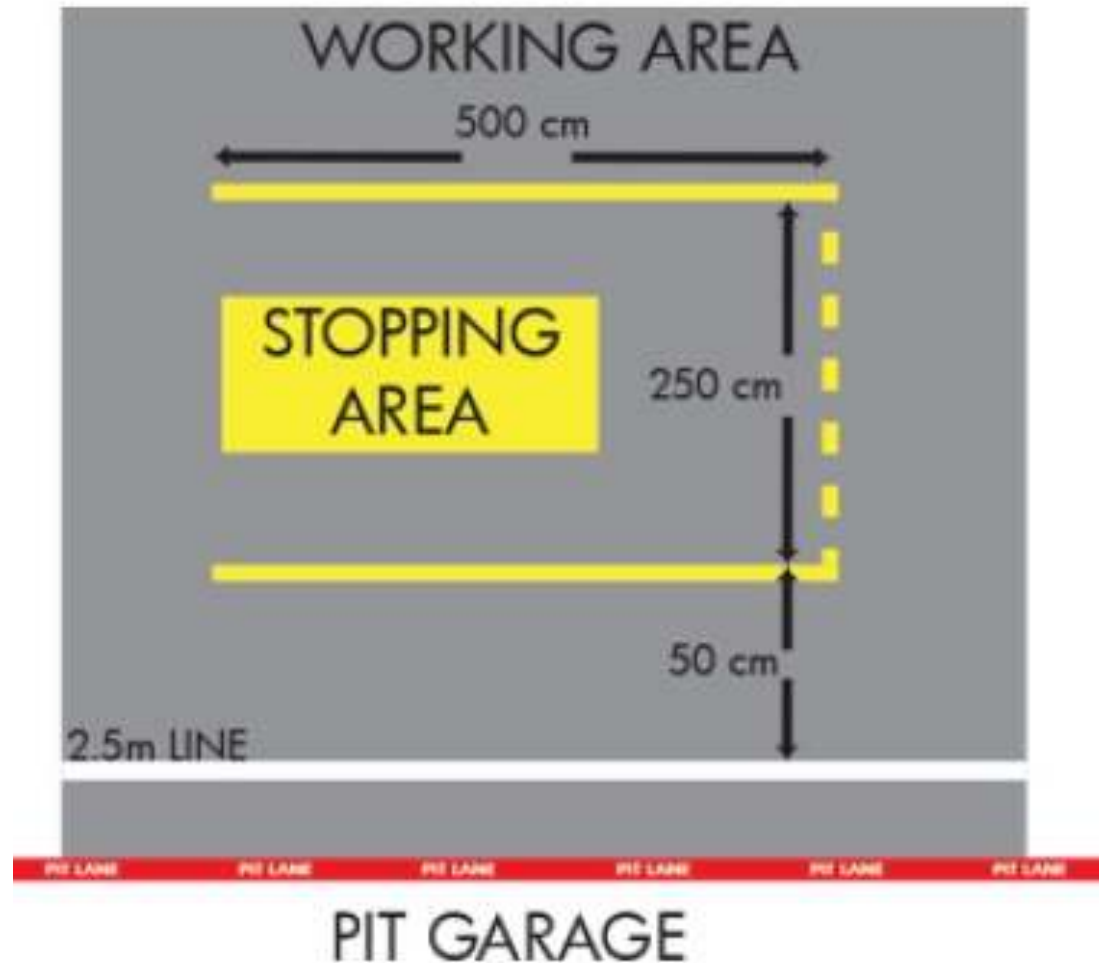 WORKING AREA
500 cm
STOPPING
AREA
250 cm
50 cm
2.5m LINE
PIT LANE PIT LANE PIT LANE PIT LANE PIT LANE PIT LANE
PIT GARAGE